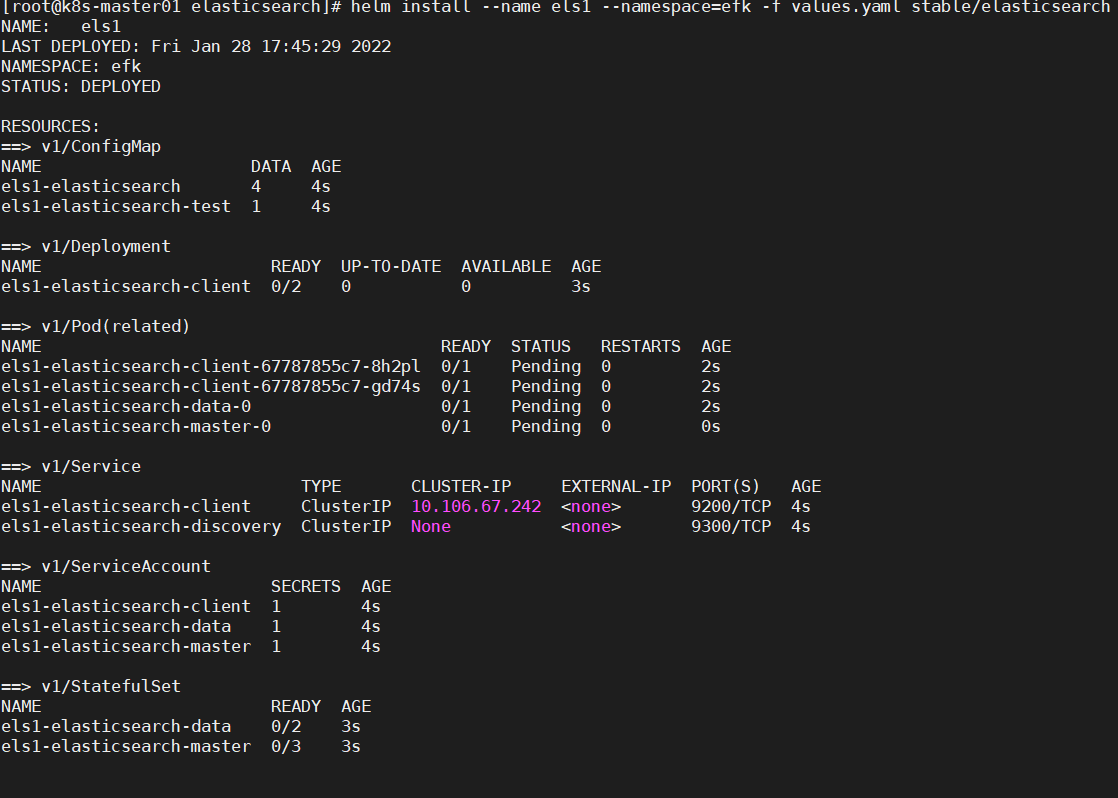 [root@k8s-master01 elasticsearch]# helm install --name els1 --namespace=efk -f values.yaml stable/elasticsearch
NAME:   els1
LAST DEPLOYED: Fri Jan 28 17:45:29 2022
NAMESPACE: efk
STATUS: DEPLOYED

RESOURCES:
==> v1/ConfigMap
NAME                     DATA  AGE
els1-elasticsearch       4     4s
els1-elasticsearch-test  1     4s

==> v1/Deployment
NAME                       READY  UP-TO-DATE  AVAILABLE  AGE
els1-elasticsearch-client  0/2    0           0          3s

==> v1/Pod(related)
NAME                                        READY  STATUS   RESTARTS  AGE
els1-elasticsearch-client-67787855c7-8h2pl  0/1    Pending  0         2s
els1-elasticsearch-client-67787855c7-gd74s  0/1    Pending  0         2s
els1-elasticsearch-data-0                   0/1    Pending  0         2s
els1-elasticsearch-master-0                 0/1    Pending  0         0s

==> v1/Service
NAME                          TYPE       CLUSTER-IP     EXTERNAL-IP  PORT(S)   AGE
els1-elasticsearch-client     ClusterIP  10.106.67.242  <none>       9200/TCP  4s
els1-elasticsearch-discovery  ClusterIP  None           <none>       9300/TCP  4s

==> v1/ServiceAccount
NAME                       SECRETS  AGE
els1-elasticsearch-client  1        4s
els1-elasticsearch-data    1        4s
els1-elasticsearch-master  1        4s

==> v1/StatefulSet
NAME                       READY  AGE
els1-elasticsearch-data    0/2    3s
els1-elasticsearch-master  0/3    3s